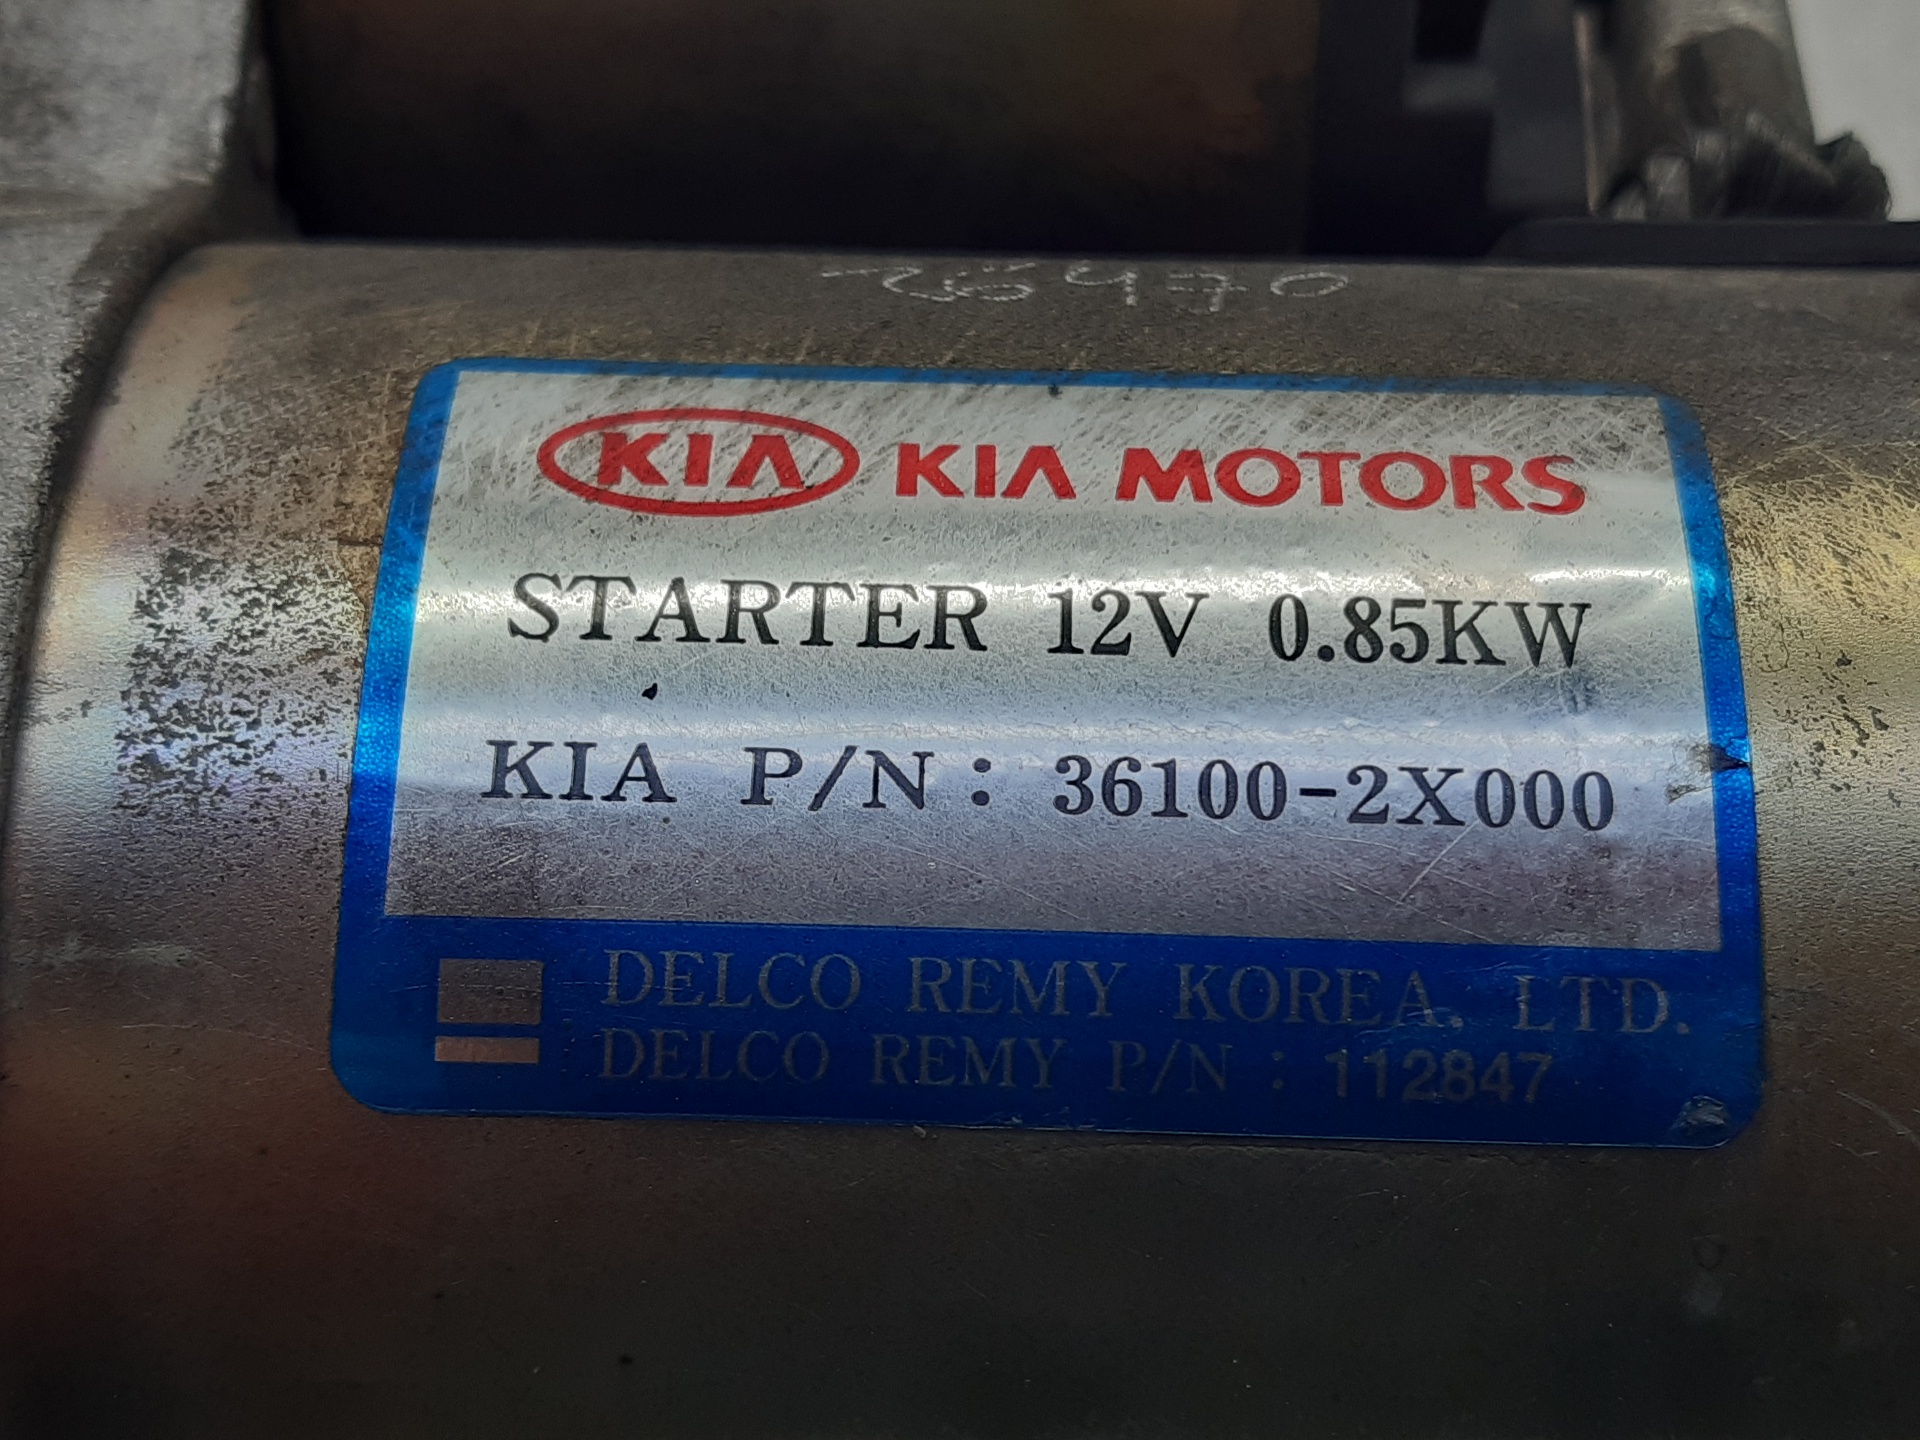 KIA KIA MOTORS
STARTER 12V 0.85KW
KIA P/N : 36100-2X000
DELCO REMY KOREA. LTD.
DELCO REMY P/N : 112847